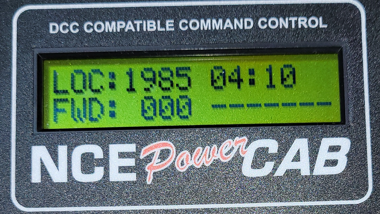 DCC COMPATIBLE COMMAND CONTROL
LOC:1985 04:10
FWD: 000 -------
NCE Power CAB